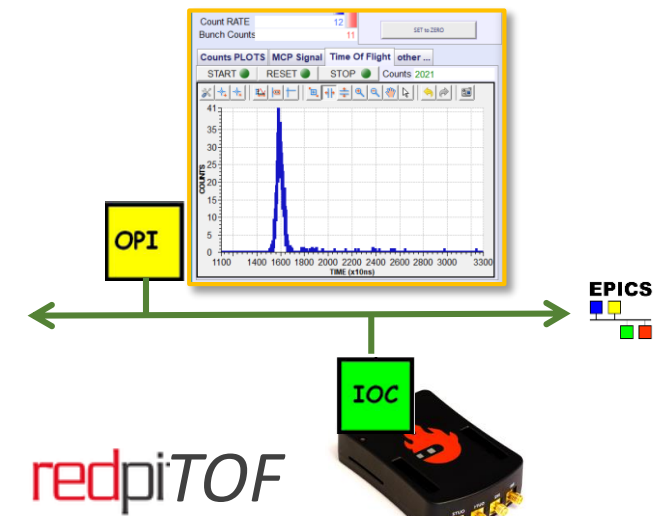 Count RATE 12
Bunch Counts 11
SET to ZERO
Counts PLOTS MCP Signal Time Of Flight other ...
START RESET STOP Counts 2021
41
35
30
25
20
15
10
5
0
COUNTS
1100 1400 1600 1800 2000 2200 2400 2600 2800 3000 3300
TIME (x10ns)
OPI
EPICS
IOC
redpiTOF